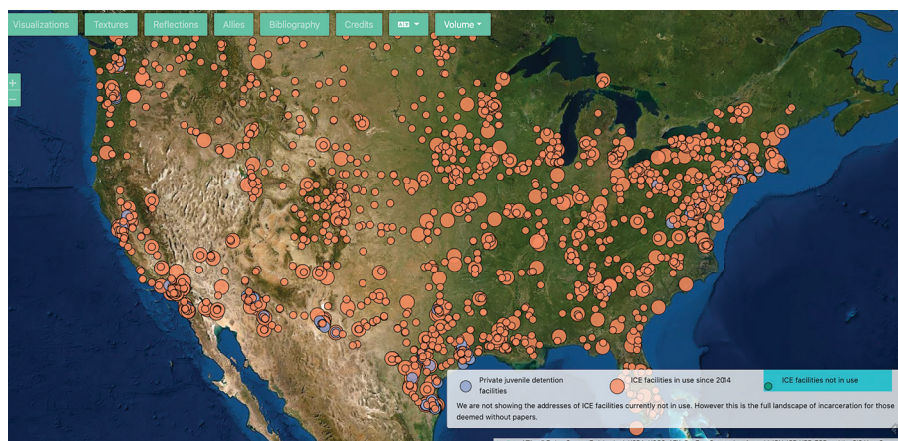 Visualizations Textures Reflections Allies Bibliography Credits Volume
+
−
Private juvenile detention
facilities
ICE facilities in use since 2014
ICE facilities not in use
We are not showing the addresses of ICE facilities currently not in use. However this is the full landscape of incarceration for those
deemed without papers.